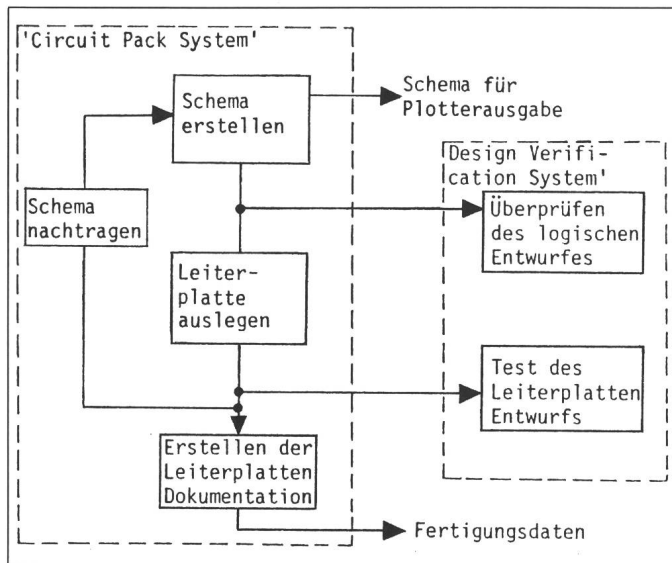 'Circuit Pack System'
Schema
erstellen
Schema für
Plotterausgabe
Design Verifi-
cation System'
Schema
nachtragen
Überprüfen
des logischen
Entwurfes
Leiter-
platte
auslegen
Test des
Leiterplatten
Entwurfs
Erstellen der
Leiterplatten
Dokumentation
Fertigungsdaten